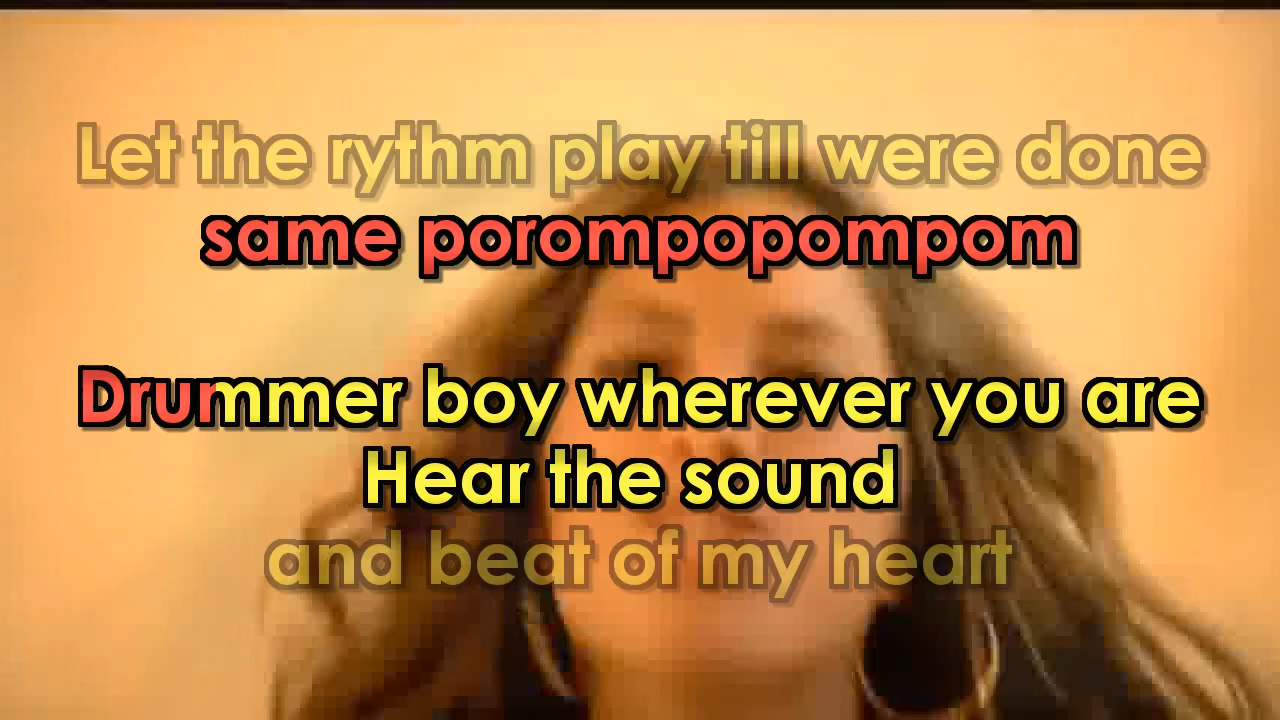 Let the rythm play till were done
same porompopompom
Drummer boy wherever you are
Hear the sound
and beat of my heart